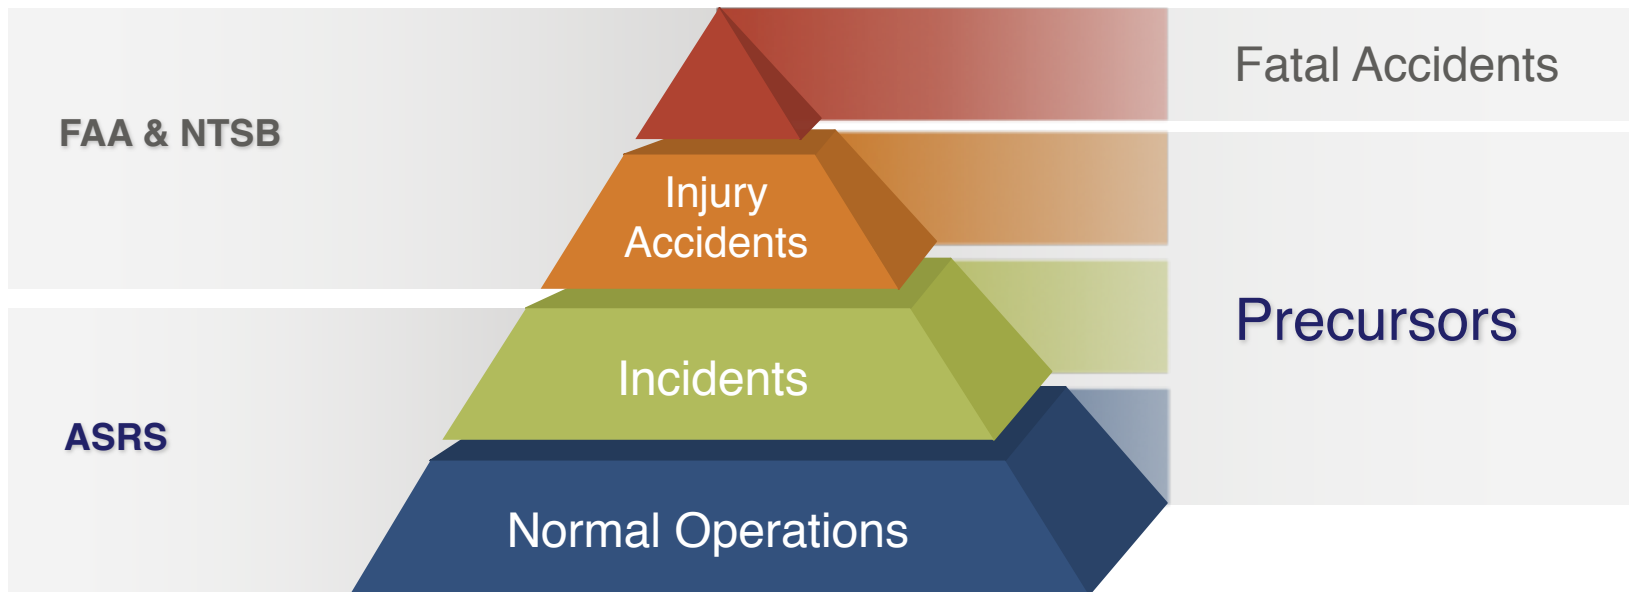 Fatal Accidents
FAA & NTSB
Injury
Accidents
Precursors
Incidents
ASRS
Normal Operations